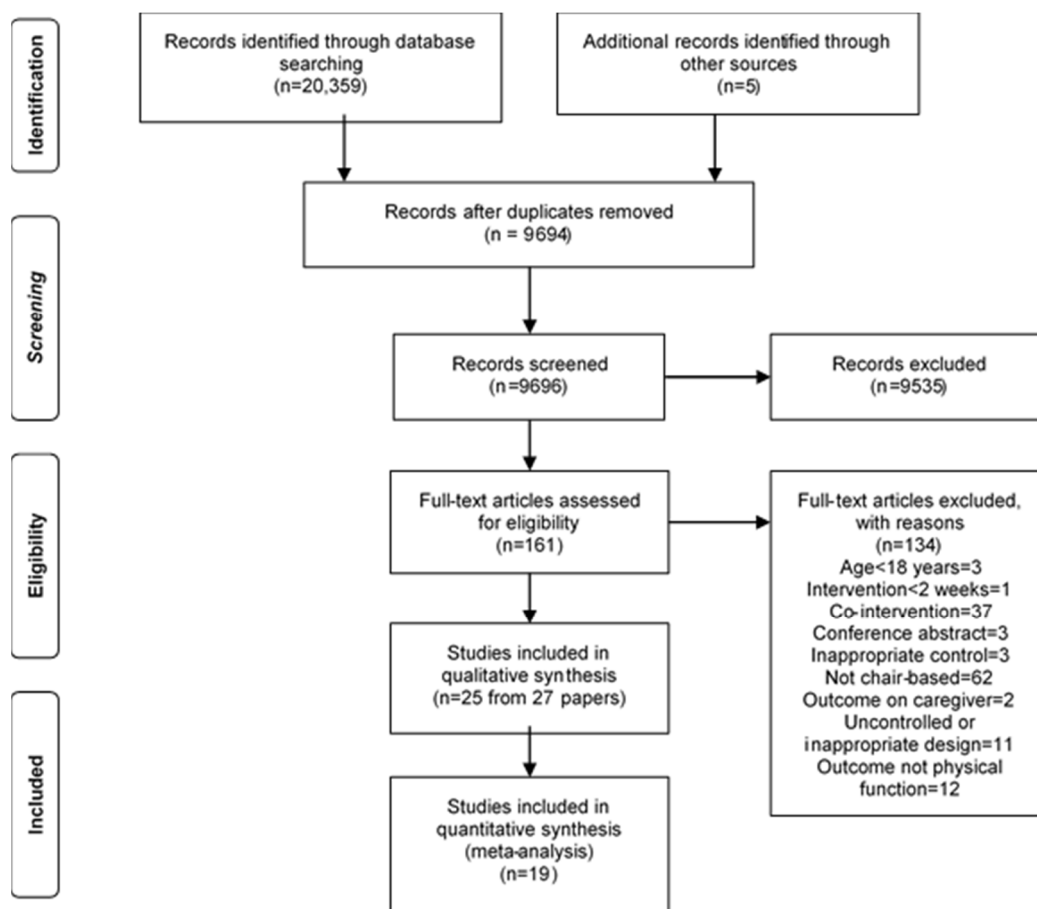 Identification
Records identified through database
searching
(n=20,359)
Additional records identified through
other sources
(n=5)
Records after duplicates removed
(n = 9694)
Screening
Records screened
(n=9696)
Records excluded
(n=9535)
Eligibility
Full-text articles assessed
for eligibility
(n=161)
Full-text articles excluded,
with reasons
(n=134)
Age<18 years=3
Intervention<2 weeks=1
Co-intervention=37
Conference abstract=3
Inappropriate control=3
Not chair-based=62
Outcome on caregiver=2
Uncontrolled or
inappropriate design=11
Outcome not physical
function=12
Studies included in
qualitative synthesis
(n=25 from 27 papers)
Included
Studies included in
quantitative synthesis
(meta-analysis)
(n=19)